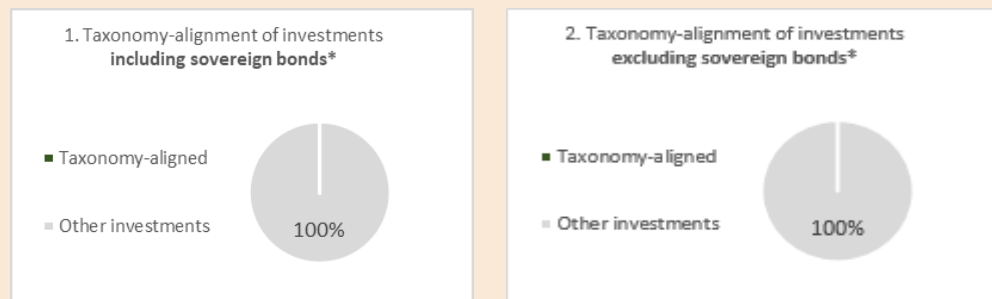 1. Taxonomy-alignment of investments
including sovereign bonds*
Taxonomy-aligned
Other investments
100%
2. Taxonomy-alignment of investments
excluding sovereign bonds*
Taxonomy-aligned
Other investments
100%